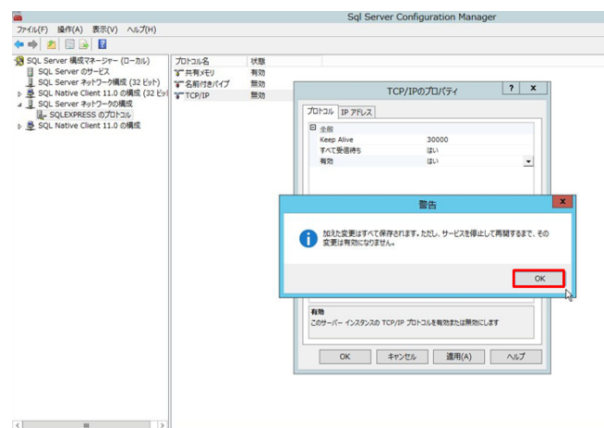 Sql Server Configuration Manager
ファイル(F) 操作(A) 表示(V) ヘルプ(H)
SQL Server 構成マネージャー (ローカル)
SQL Server のサービス
SQL Server ネットワーク構成 (32 ビット)
SQL Native Client 11.0 の構成 (32 ビッ
SQL Server ネットワークの構成
SQLEXPRESS のプロトコル
SQL Native Client 11.0 の構成
プロトコル名 状態
共有メモリ 有効
名前付きパイプ 無効
TCP/IP 無効
TCP/IPのプロパティ
プロトコル IP アドレス
全般
Keep Alive 30000
すべて受信待ち はい
有効 はい
警告
加えた変更はすべて保存されます。ただし、サービスを停止して再開するまで、その
変更は有効になりません。
OK
有効
このサーバー インスタンスの TCP/IP プロトコルを有効または無効にします
OK キャンセル 適用(A) ヘルプ